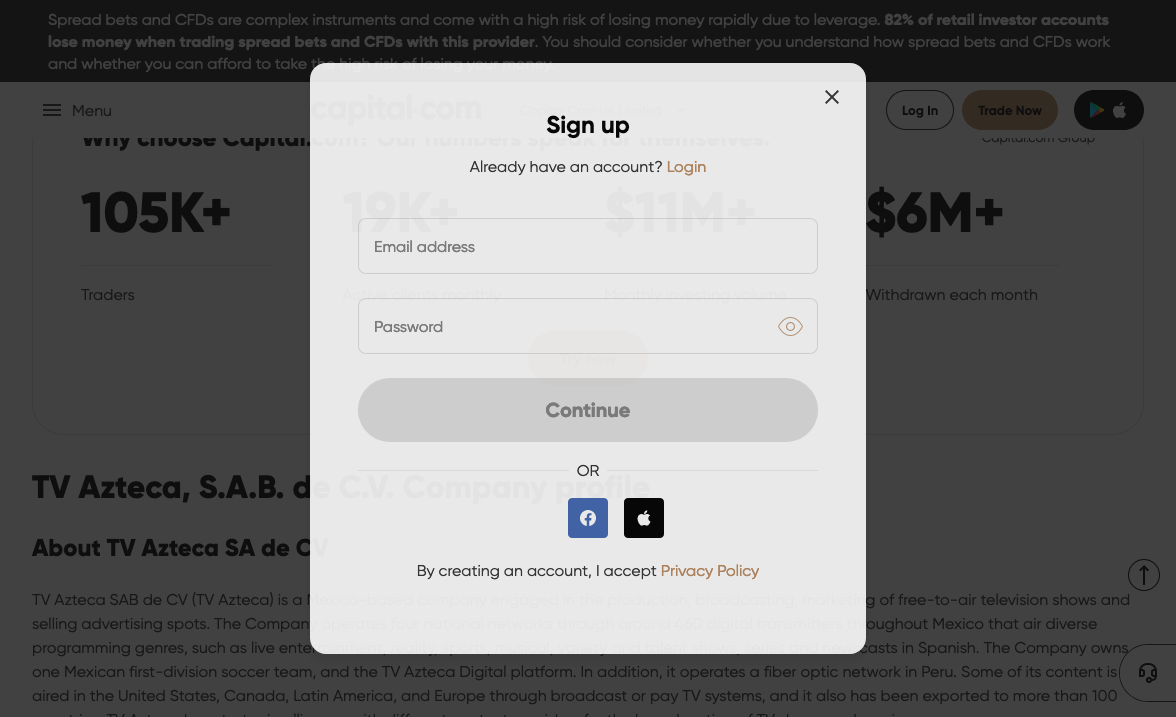 Spread bets and CFDs are complex instruments and come with a high risk of losing money rapidly due to leverage. 82% of retail investor accounts
lose money when trading spread bets and CFDs with this provider. You should consider whether you understand how spread bets and CFDs work
and whether you can afford to take the high risk of losing your money.
Menu
capital.com
Log In
Trade Now
Why choose Capital.com? Our numbers speak for themselves.
Capital.com Group
Sign up
Already have an account? Login
105K+
19K+
$11M+
$6M+
Traders
Active clients monthly
Monthly investing volume
Withdrawn each month
Email address
Password
Continue
OR
By creating an account, I accept Privacy Policy
TV Azteca, S.A.B. de C.V. Company profile
About TV Azteca SA de CV
TV Azteca SAB de CV (TV Azteca) is a Mexico-based company engaged in the production, broadcasting, marketing of free-to-air television shows and
selling advertising spots. The Company operates four national networks through around 460 digital transmitters throughout Mexico that air diverse
programming genres, such as live entertainment, reality, sports, musical, variety and talent shows, news and newscasts in Spanish. The Company owns
one Mexican first-division soccer team, and the TV Azteca Digital platform. In addition, it operates a fiber optic network in Peru. Some of its content is
aired in the United States, Canada, Latin America, and Europe through broadcast or pay TV systems, and it also has been exported to more than 100